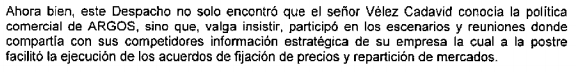 Ahora bien, este Despacho no solo encontró que el señor Vélez Cadavid conocía la política
comercial de ARGOS, sino que, valga insistir, participó en los escenarios y reuniones donde
compartía con sus competidores información estratégica de su empresa la cual a la postre
facilitó la ejecución de los acuerdos de fijación de precios y repartición de mercados.